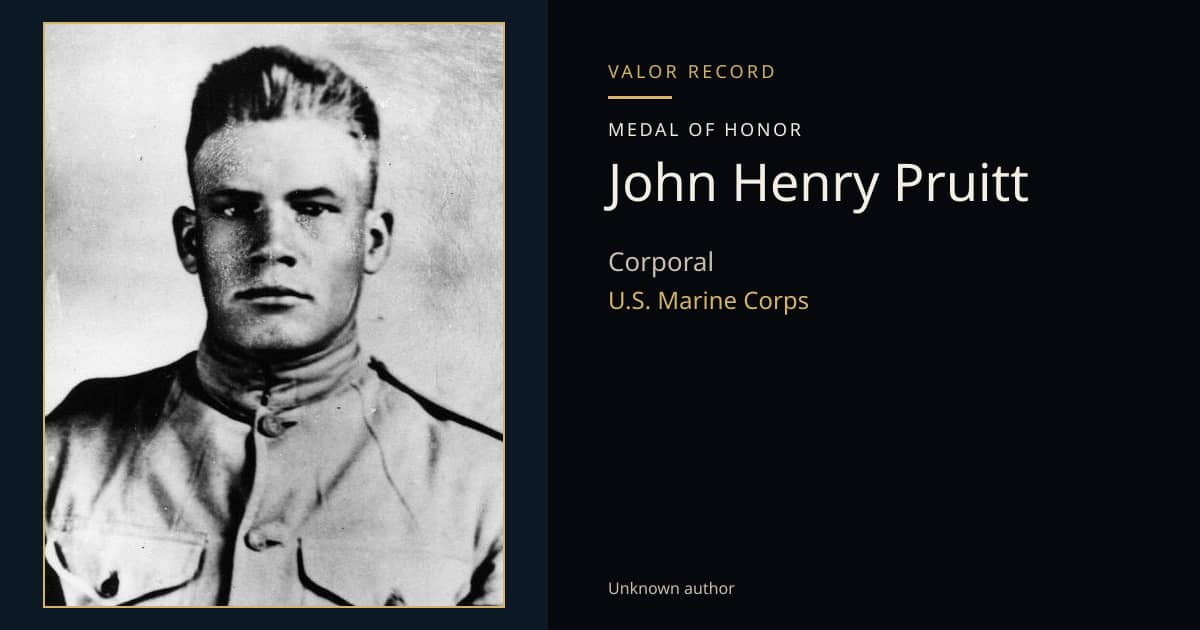 VALOR RECORD
MEDAL OF HONOR
John Henry Pruitt
Corporal
U.S. Marine Corps
Unknown author